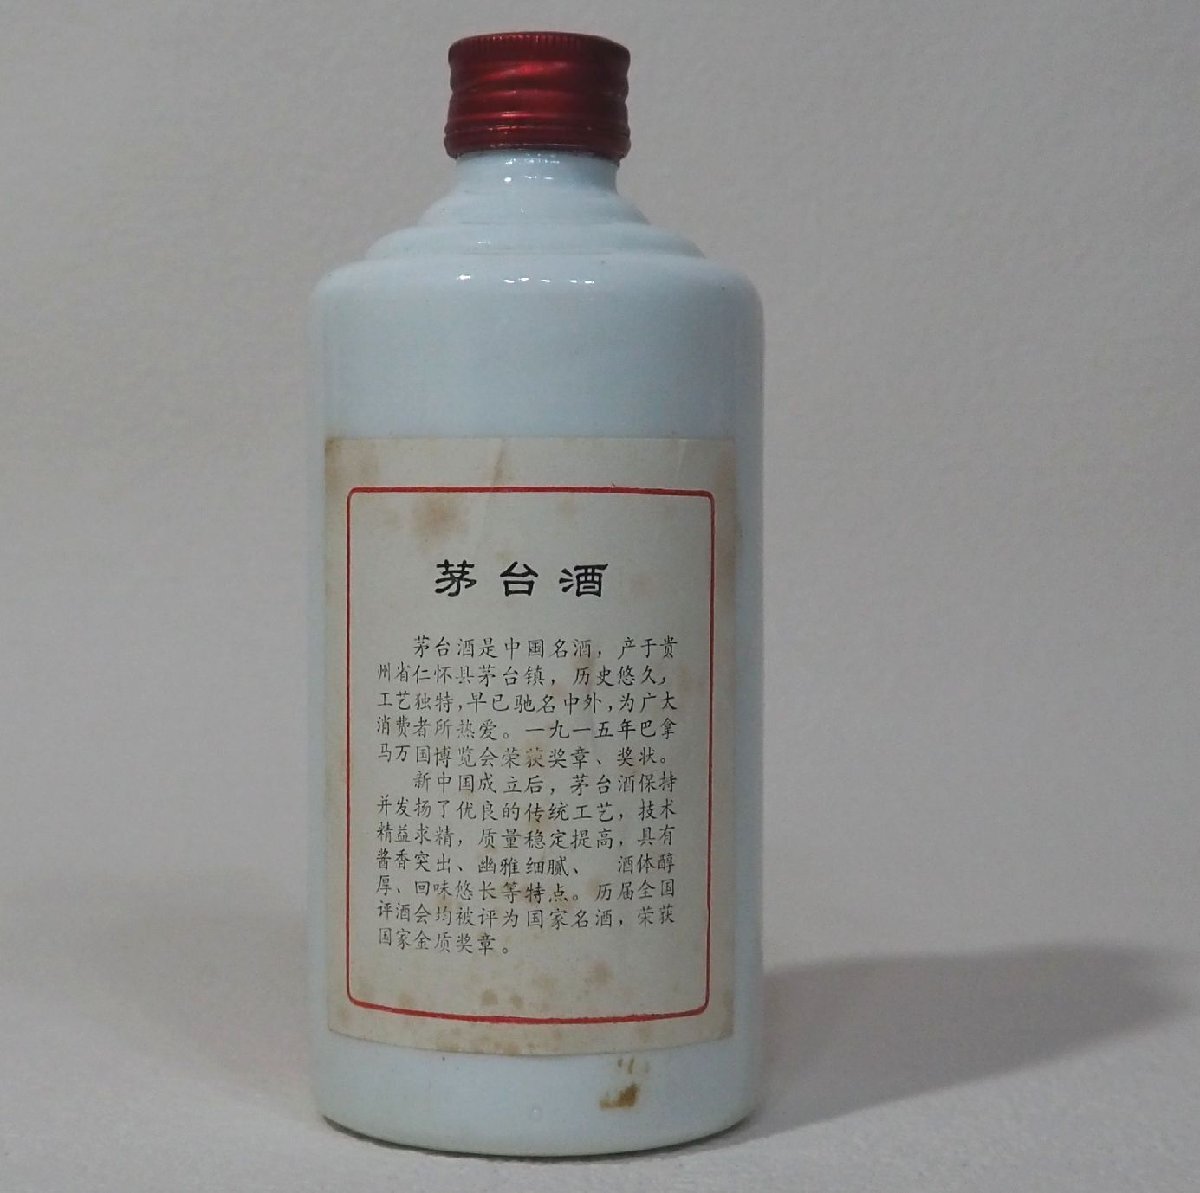 茅台酒
茅台酒是中国名酒，产于贵
州省仁怀县茅台镇，历史悠久，
工艺独特，早已驰名中外，为广大
消费者所热爱。一九一五年巴拿
马万国博览会荣获奖章、奖状。
新中国成立后，茅台酒保持
并发扬了优良的传统工艺，技术
精益求精，质量稳定提高，具有
酱香突出、幽雅细腻、 酒体醇
厚、回味悠长等特点。历届全国
评酒会均被评为国家名酒，荣获
国家金质奖章。